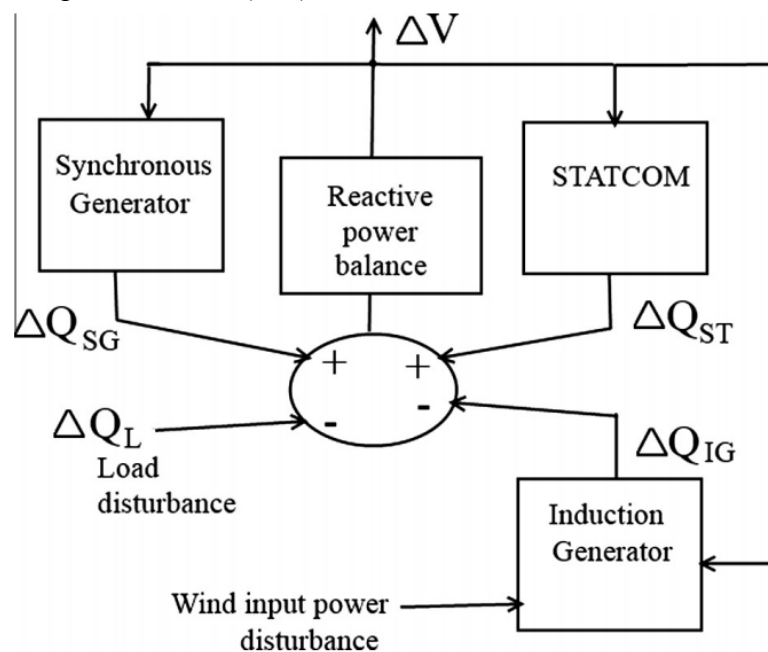 ΔV
Synchronous
Generator
Reactive
power
balance
STATCOM
ΔQSG
ΔQST
+
+
-
-
ΔQL
Load
disturbance
ΔQIG
Induction
Generator
Wind input power
disturbance